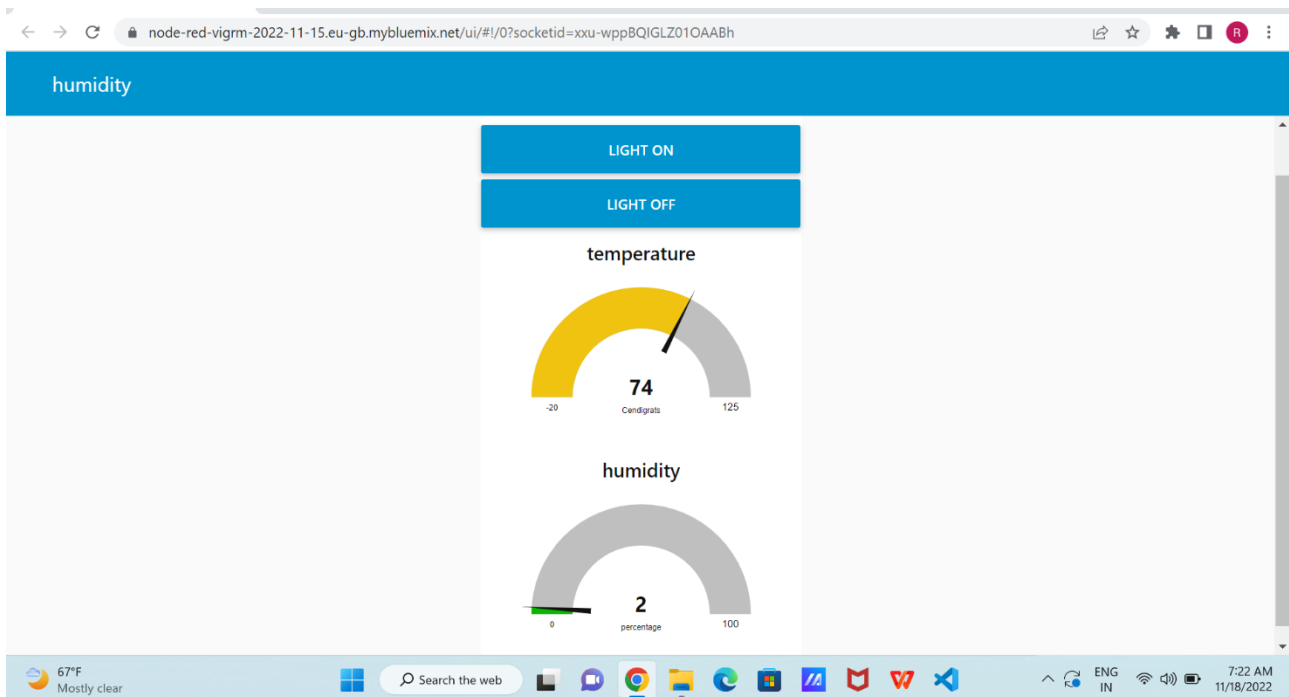 node-red-vigrm-2022-11-15.eu-gb.mybluemix.net/ui/#!/0?socketid=xxu-wppBQIGLZ01OAABh
R
humidity
LIGHT ON
LIGHT OFF
temperature
74
-20 Cendigrats 125
humidity
2
0 percentage 100
67°F
Mostly clear
Search the web
ENG
IN
7:22 AM
11/18/2022